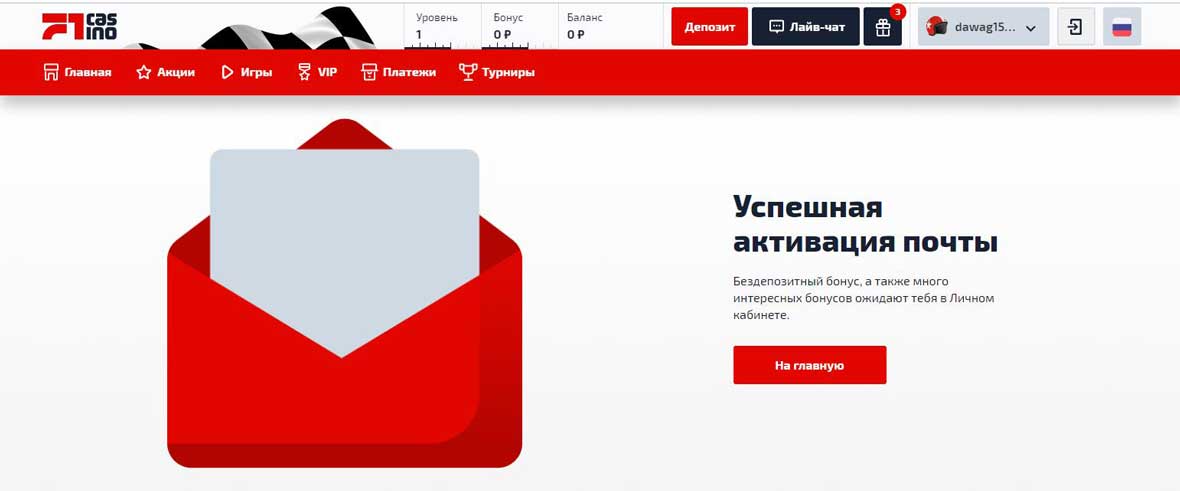 cas
ino
Уровень
1
Бонус
0 ₽
Баланс
0 ₽
Депозит
Лайв-чат
3
dawag15...
Главная
Акции
Игры
VIP
Платежи
Турниры
Успешная
активация почты
Бездепозитный бонус, а также много
интересных бонусов ожидают тебя в Личном
кабинете.
На главную